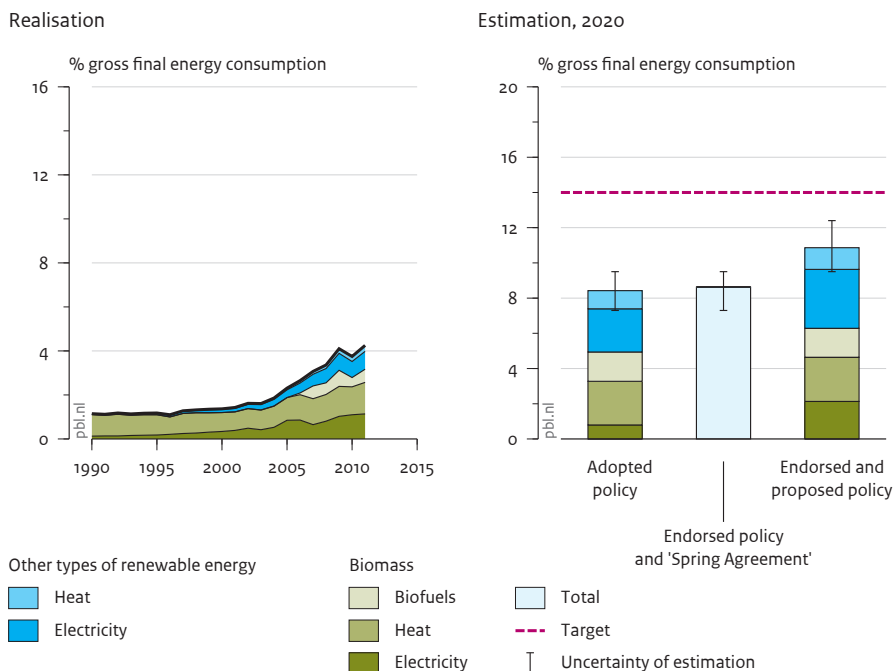 Realisation
% gross final energy consumption
16
12
8
4
0
pbl.nl
1990
1995
2000
2005
2010
2015
Estimation, 2020
% gross final energy consumption
20
16
12
8
4
0
pbl.nl
Adopted
policy
Endorsed policy
and 'Spring Agreement'
Endorsed and
proposed policy
Other types of renewable energy
Heat
Electricity
Biomass
Biofuels
Heat
Electricity
Total
Target
Uncertainty of estimation